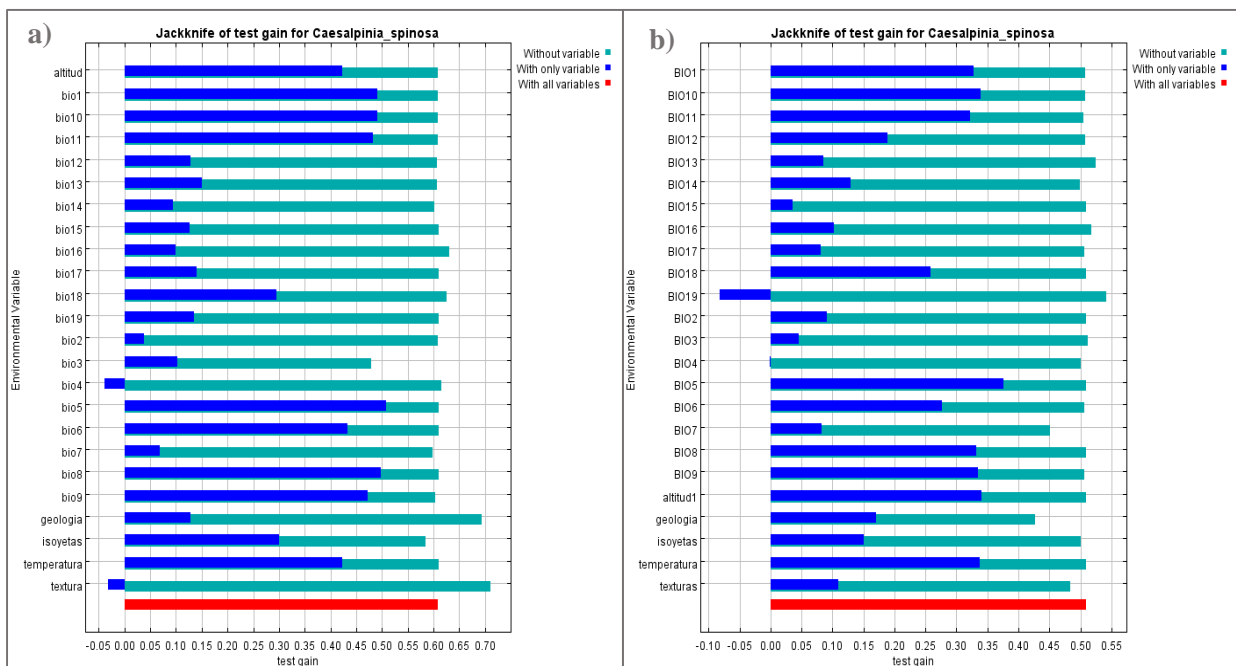 a)
Jackknife of test gain for Caesalpinia_spinosa
Without variable
With only variable
With all variables
Environmental Variable
altitud
bio1
bio10
bio11
bio12
bio13
bio14
bio15
bio16
bio17
bio18
bio19
bio2
bio3
bio4
bio5
bio6
bio7
bio8
bio9
geologia
isoyetas
temperatura
textura
-0.05 0.00 0.05 0.10 0.15 0.20 0.25 0.30 0.35 0.40 0.45 0.50 0.55 0.60 0.65 0.70
test gain
b)
Jackknife of test gain for Caesalpinia_spinosa
Without variable
With only variable
With all variables
Environmental Variable
BIO1
BIO10
BIO11
BIO12
BIO13
BIO14
BIO15
BIO16
BIO17
BIO18
BIO19
BIO2
BIO3
BIO4
BIO5
BIO6
BIO7
BIO8
BIO9
altitud1
geologia
isoyetas
temperatura
texturas
-0.10 -0.05 0.00 0.05 0.10 0.15 0.20 0.25 0.30 0.35 0.40 0.45 0.50 0.55
test gain